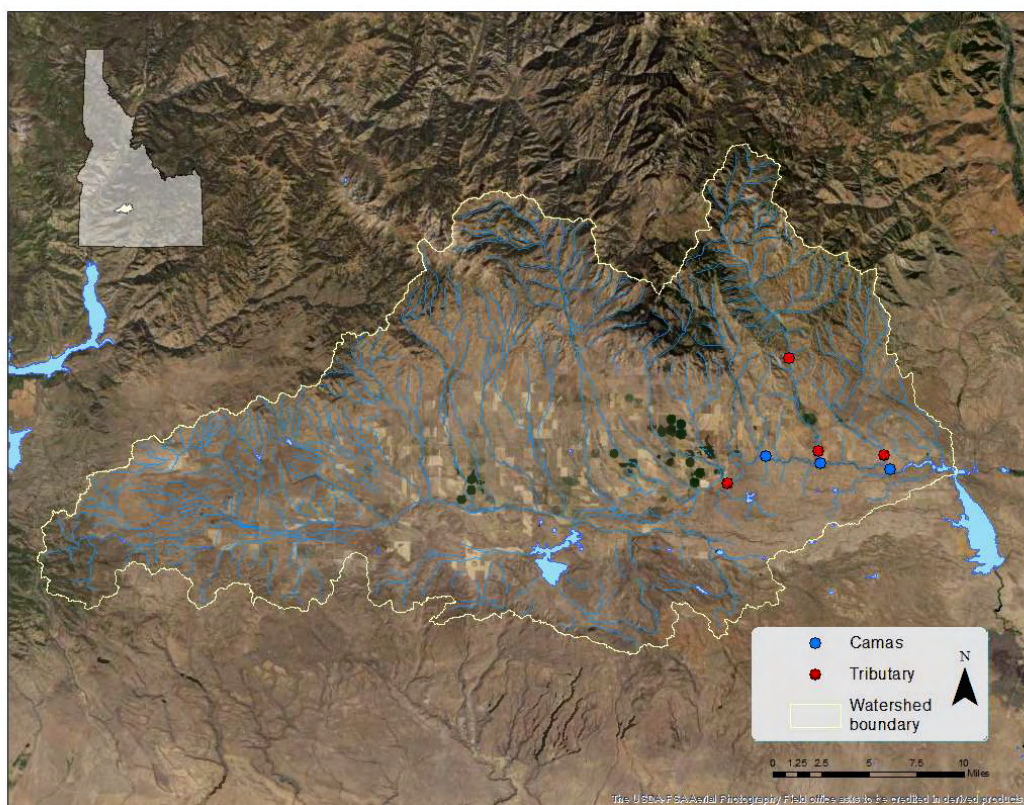 Camas
Tributary
Watershed
boundary
N
0 1.25 2.5 5 7.5 10
Miles
The USDA-FSA Aerial Photography Field office asks to be credited in derived products